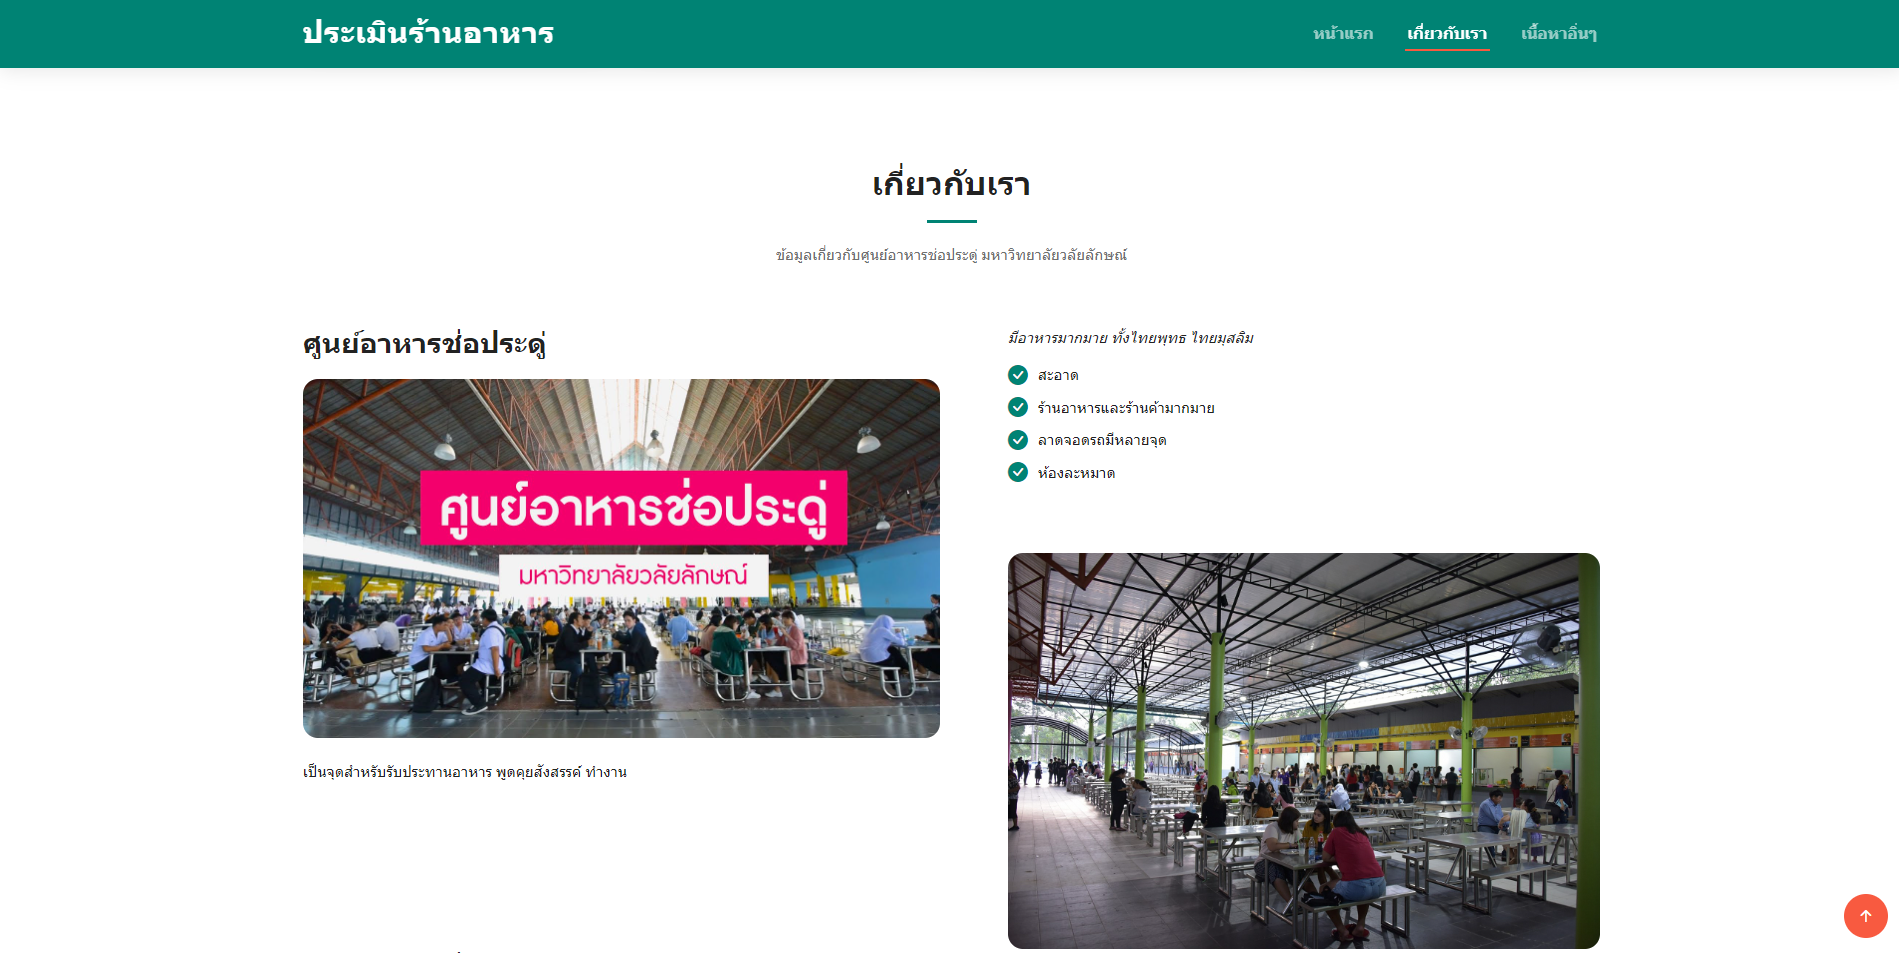 ประเมินร้านอาหาร
หน้าแรก
เกี่ยวกับเรา
เนื้อหาอื่นๆ
เกี่ยวกับเรา
ข้อมูลเกี่ยวกับศูนย์อาหารช่อประดู่ มหาวิทยาลัยวลัยลักษณ์
ศูนย์อาหารช่อประดู่
ศูนย์อาหารช่อประดู่
มหาวิทยาลัยวลัยลักษณ์
เป็นจุดสำหรับรับประทานอาหาร พูดคุยสังสรรค์ ทำงาน
มีอาหารมากมาย ทั้งไทยพุทธ ไทยมุสลิม
สะอาด
ร้านอาหารและร้านค้ามากมาย
ลาดจอดรถมีหลายจุด
ห้องละหมาด